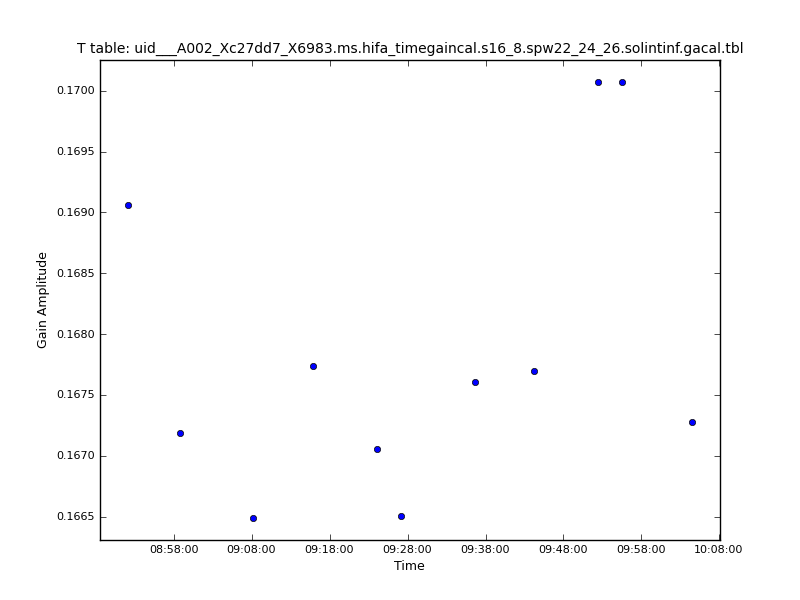 T table: uid___A002_Xc27dd7_X6983.ms.hifa_timegaincal.s16_8.spw22_24_26.solintinf.gacal.tbl
0.1700
0.1695
0.1690
0.1685
0.1680
0.1675
0.1670
0.1665
Gain Amplitude
08:58:00 09:08:00 09:18:00 09:28:00 09:38:00 09:48:00 09:58:00 10:08:00
Time